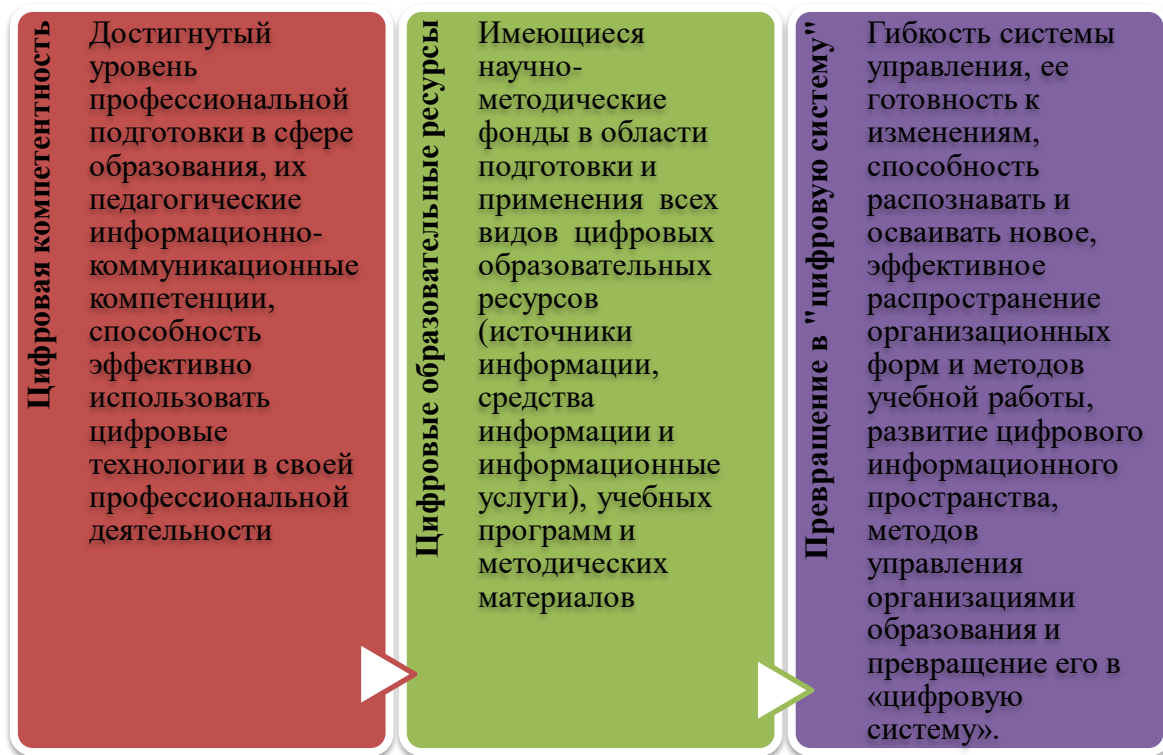 Цифровая компетентность
Достигнутый
уровень
профессиональной
подготовки в сфере
образования, их
педагогические
информационно-
коммуникационные
компетенции,
способность
эффективно
использовать
цифровые
технологии в своей
профессиональной
деятельности
Цифровые образовательные ресурсы
Имеющиеся
научно-
методические
фонды в области
подготовки и
применения всех
видов цифровых
образовательных
ресурсов
(источники
информации,
средства
информации и
информационные
услуги), учебных
программ и
методических
материалов
Превращение в "цифровую систему"
Гибкость системы
управления, ее
готовность к
изменениям,
способность
распознавать и
осваивать новое,
эффективное
распространение
организационных
форм и методов
учебной работы,
развитие цифрового
информационного
пространства,
методов
управления
организациями
образования и
превращение его в
«цифровую
систему».